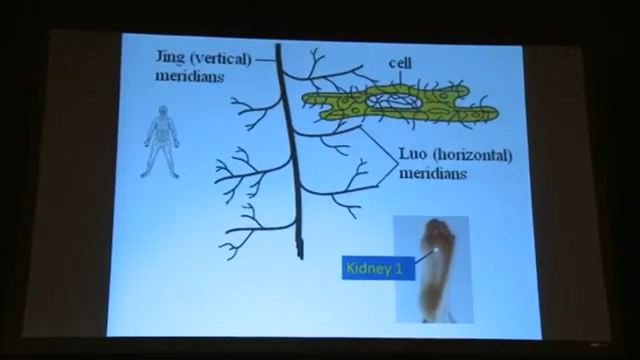 Jing (vertical)
meridians
cell
Luo (horizontal)
meridians
Kidney 1